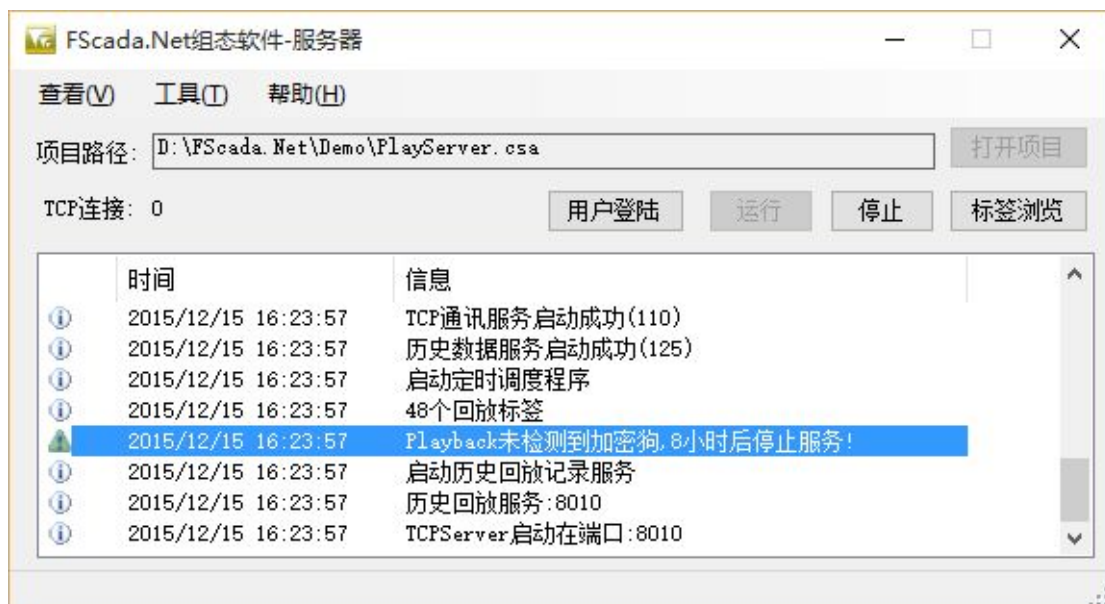 FScada.Net组态软件-服务器
查看(V) 工具(T) 帮助(H)
项目路径: D:\FScada.Net\Demo\PlayServer.csa 打开项目
TCP连接: 0 用户登陆 运行 停止 标签浏览
时间 信息
2015/12/15 16:23:57 TCP通讯服务启动成功(110)
2015/12/15 16:23:57 历史数据服务启动成功(125)
2015/12/15 16:23:57 启动定时调度程序
2015/12/15 16:23:57 48个回放标签
2015/12/15 16:23:57 Playback未检测到加密狗,8小时后停止服务!
2015/12/15 16:23:57 启动历史回放记录服务
2015/12/15 16:23:57 历史回放服务:8010
2015/12/15 16:23:57 TCPServer启动在端口:8010